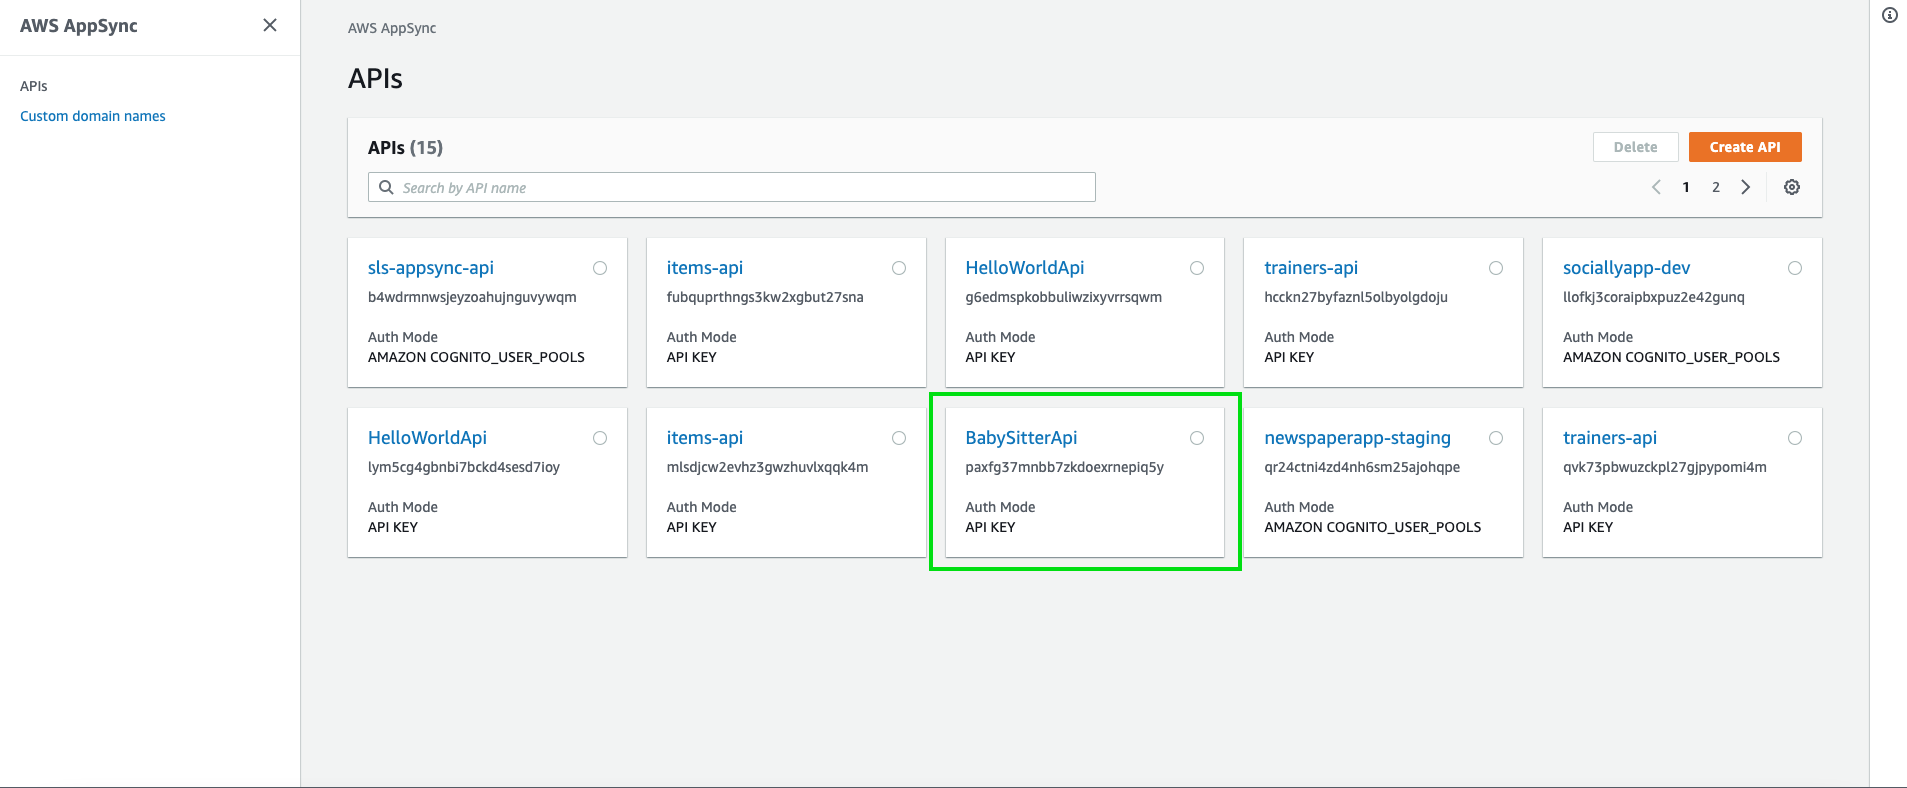 AWS AppSync
APIs
Custom domain names
AWS AppSync
APIs
APIs (15)
Delete
Create API
Search by API name
1 2
sls-appsync-api
b4wdrmnwsjeyzoahujnguvywqm
Auth Mode
AMAZON COGNITO_USER_POOLS
items-api
fubquprthngs3kw2xgbut27sna
Auth Mode
API KEY
HelloWorldApi
g6edmspkobbuliwzixyvrrsqwm
Auth Mode
API KEY
trainers-api
hcckn27byfaznl5olbyolgdoju
Auth Mode
API KEY
sociallyapp-dev
llofkj3coraipbxpuz2e42gunq
Auth Mode
AMAZON COGNITO_USER_POOLS
HelloWorldApi
lym5cg4gbnbi7bckd4sesd7ioy
Auth Mode
API KEY
items-api
mlsdjcw2evhz3gwzhuvlxqqk4m
Auth Mode
API KEY
BabySitterApi
paxfg37mnbb7zkdoexrnepiq5y
Auth Mode
API KEY
newspaperapp-staging
qr24ctni4zd4nh6sm25ajohqpe
Auth Mode
AMAZON COGNITO_USER_POOLS
trainers-api
qvk73pbwuzckpl27gjpypomi4m
Auth Mode
API KEY